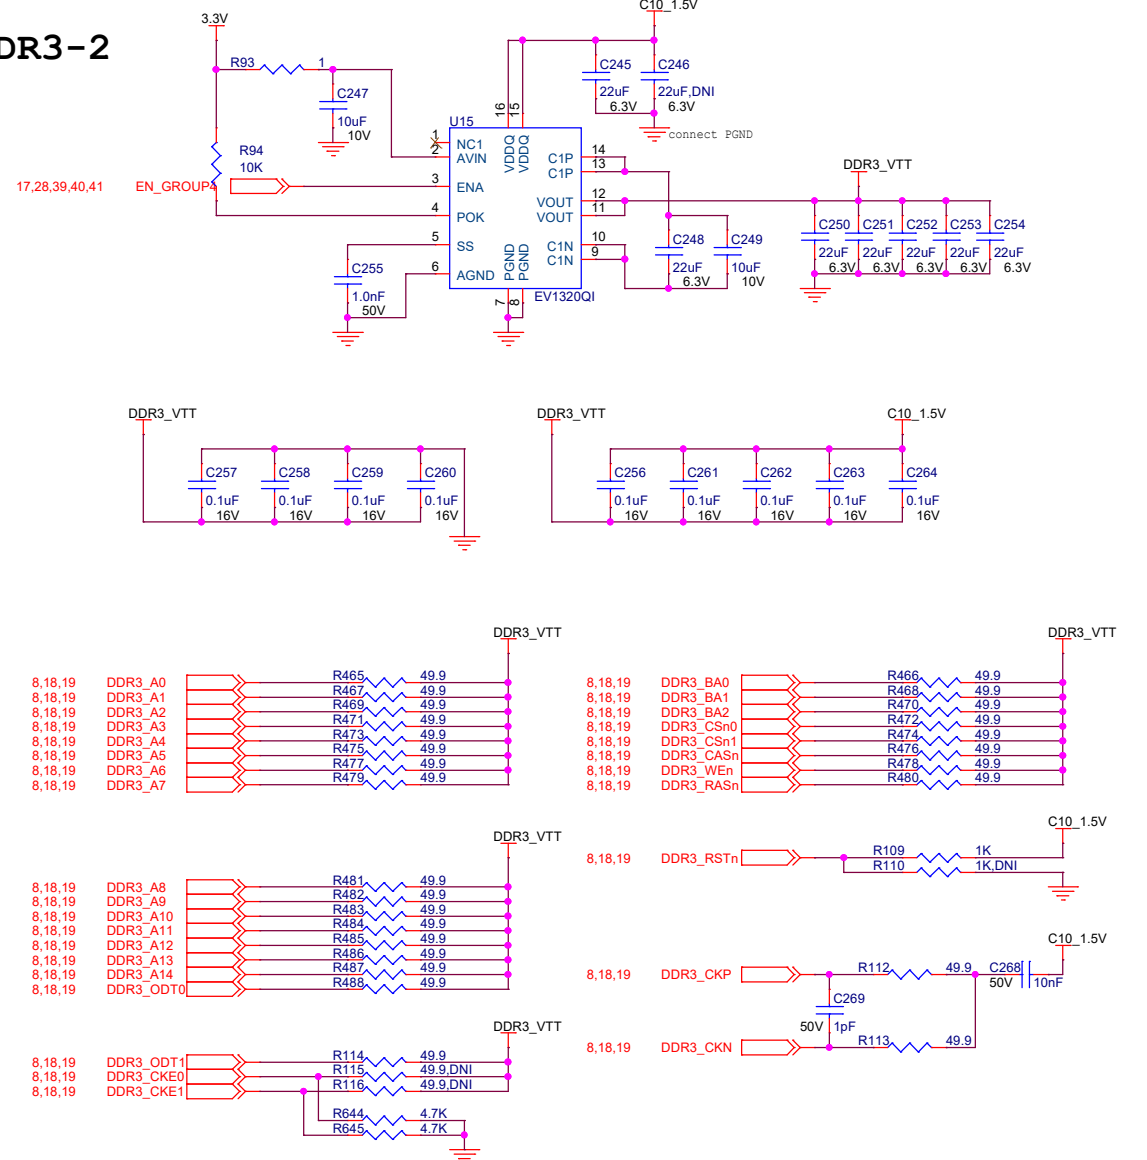 C10_1.5V
3.3V
DR3-2
R93 1
C247
10uF
10V
C245
22uF
6.3V
C246
22uF,DNI
6.3V
connect PGND
R94
10K
17,28,39,40,41 EN_GROUP4
U15
16 15
VDDQ VDDQ
1 NC1
2 AVIN
3 ENA
4 POK
5 SS
6 AGND
C1P 14
C1P 13
VOUT 12
VOUT 11
C1N 10
C1N 9
PGND PGND
7 8
EV1320QI
C255
1.0nF
50V
C248
22uF
6.3V
C249
10uF
10V
DDR3_VTT
C250 C251 C252 C253 C254
22uF 22uF 22uF 22uF 22uF
6.3V 6.3V 6.3V 6.3V 6.3V
DDR3_VTT
C257 C258 C259 C260
0.1uF 0.1uF 0.1uF 0.1uF
16V 16V 16V 16V
DDR3_VTT C10_1.5V
C256 C261 C262 C263 C264
0.1uF 0.1uF 0.1uF 0.1uF 0.1uF
16V 16V 16V 16V 16V
DDR3_VTT
8,18,19 DDR3_A0 R465 49.9
8,18,19 DDR3_A1 R467 49.9
8,18,19 DDR3_A2 R469 49.9
8,18,19 DDR3_A3 R471 49.9
8,18,19 DDR3_A4 R473 49.9
8,18,19 DDR3_A5 R475 49.9
8,18,19 DDR3_A6 R477 49.9
8,18,19 DDR3_A7 R479 49.9
DDR3_VTT
8,18,19 DDR3_BA0 R466 49.9
8,18,19 DDR3_BA1 R468 49.9
8,18,19 DDR3_BA2 R470 49.9
8,18,19 DDR3_CSn0 R472 49.9
8,18,19 DDR3_CSn1 R474 49.9
8,18,19 DDR3_CASn R476 49.9
8,18,19 DDR3_WEn R478 49.9
8,18,19 DDR3_RASn R480 49.9
DDR3_VTT
8,18,19 DDR3_A8 R481 49.9
8,18,19 DDR3_A9 R482 49.9
8,18,19 DDR3_A10 R483 49.9
8,18,19 DDR3_A11 R484 49.9
8,18,19 DDR3_A12 R485 49.9
8,18,19 DDR3_A13 R486 49.9
8,18,19 DDR3_A14 R487 49.9
8,18,19 DDR3_ODT0 R488 49.9
C10_1.5V
8,18,19 DDR3_RSTn R109 1K
R110 1K,DNI
C10_1.5V
8,18,19 DDR3_CKP R112 49.9 C268
50V 10nF
C269
50V 1pF
8,18,19 DDR3_CKN R113 49.9
DDR3_VTT
8,18,19 DDR3_ODT1 R114 49.9
8,18,19 DDR3_CKE0 R115 49.9,DNI
8,18,19 DDR3_CKE1 R116 49.9,DNI
R644 4.7K
R645 4.7K